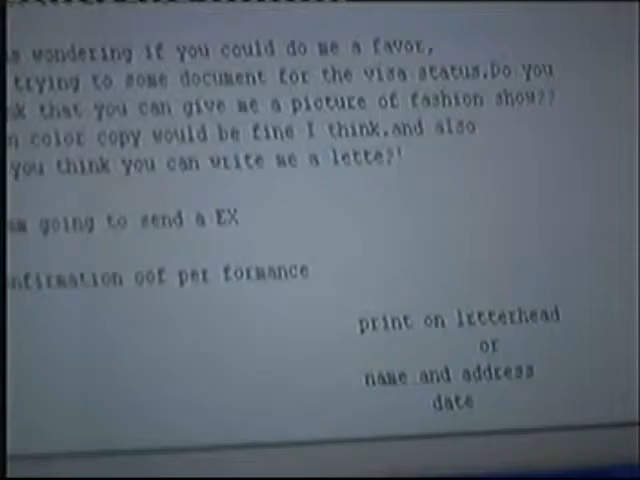 wondering if you could do me a favor,
trying to some document for the visa status.Do you
that you can give me a picture of fashion show??
color copy would be fine I think.and also
you think you can write me a lette?!
going to send a EX
oof per formance
print on letterhead
or
name and address
date